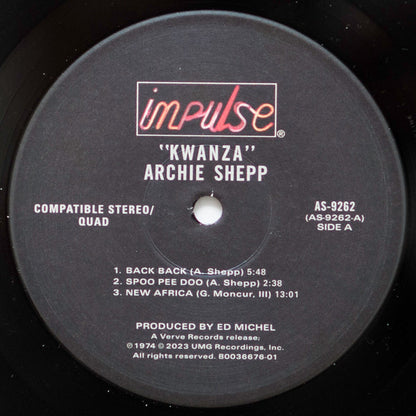 impulse®
"KWANZA"
ARCHIE SHEPP
COMPATIBLE STEREO/
QUAD
AS-9262
(AS-9262-A)
SIDE A
1. BACK BACK (A. Shepp) 5:48
2. SPOO PEE DOO (A. Shepp) 2:38
3. NEW AFRICA (G. Moncur, III) 13:01
PRODUCED BY ED MICHEL
A Verve Records release;
℗1974 © 2023 UMG Recordings, Inc.
All rights reserved. B0036676-01